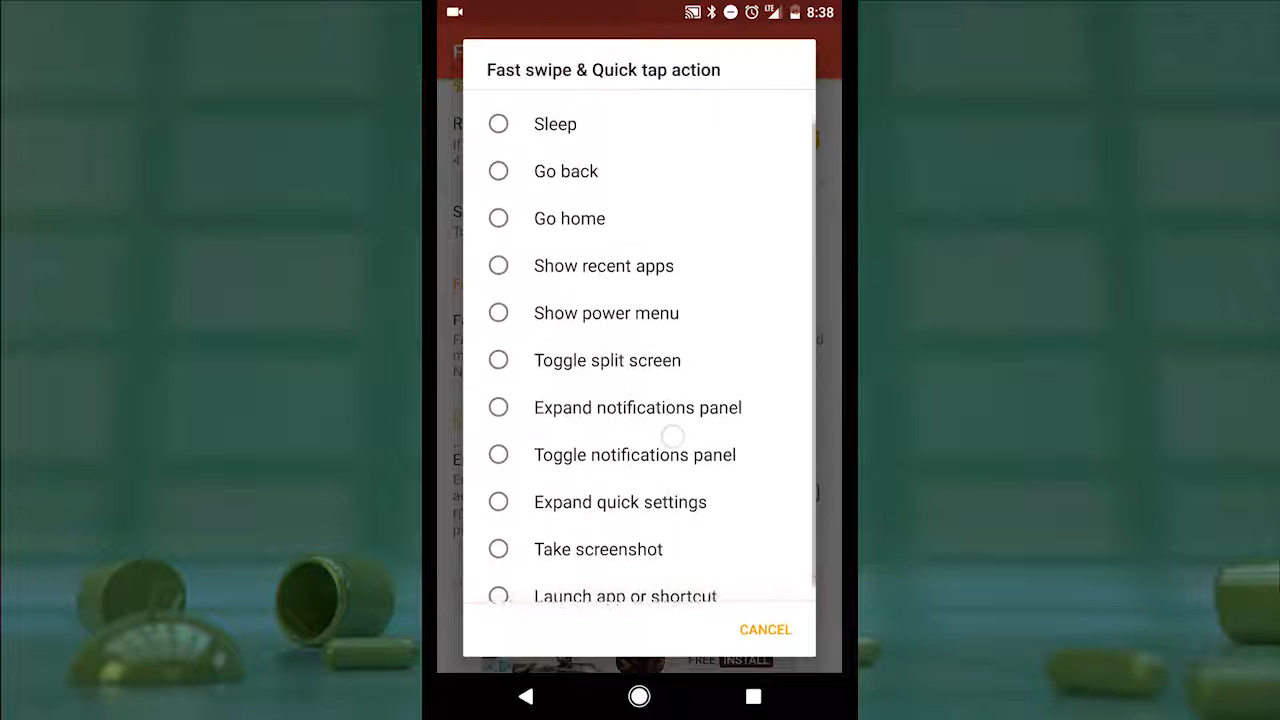 LTE 8:38
Fast swipe & Quick tap action
Sleep
Go back
Go home
Show recent apps
Show power menu
Toggle split screen
Expand notifications panel
Toggle notifications panel
Expand quick settings
Take screenshot
Launch app or shortcut
CANCEL
FREE INSTALL